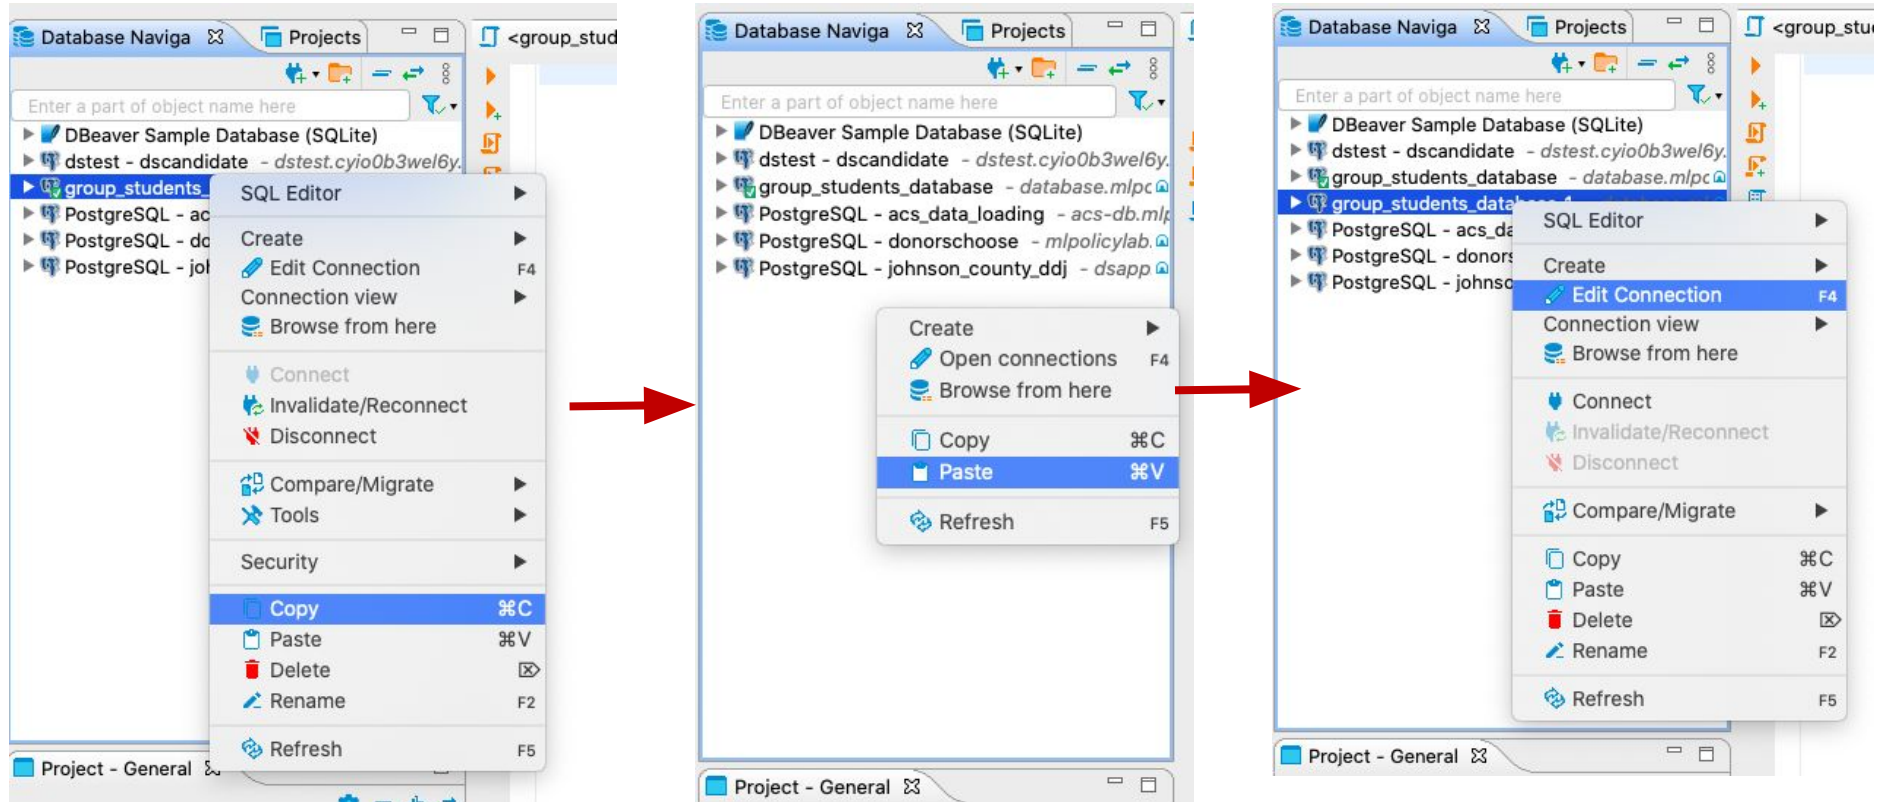 Database Naviga
Projects
<group_stud
Enter a part of object name here
DBeaver Sample Database (SQLite)
dstest - dscandidate - dstest.cyio0b3wel6y.
group_students_
PostgreSQL - ac
PostgreSQL - do
PostgreSQL - joh
SQL Editor
Create
Edit Connection F4
Connection view
Browse from here
Connect
Invalidate/Reconnect
Disconnect
Compare/Migrate
Tools
Security
Copy ⌘C
Paste ⌘V
Delete ⌦
Rename F2
Refresh F5
Project - General
Database Naviga
Projects
Enter a part of object name here
DBeaver Sample Database (SQLite)
dstest - dscandidate - dstest.cyio0b3wel6y.
group_students_database - database.mlpc
PostgreSQL - acs_data_loading - acs-db.mlp
PostgreSQL - donorschoose - mlpolicylab.
PostgreSQL - johnson_county_ddj - dsapp
Create
Open connections F4
Browse from here
Copy ⌘C
Paste ⌘V
Refresh F5
Project - General
Database Naviga
Projects
<group_stu
Enter a part of object name here
DBeaver Sample Database (SQLite)
dstest - dscandidate - dstest.cyio0b3wel6y.
group_students_database - database.mlpc
group_students_database
PostgreSQL - acs_da
PostgreSQL - donors
PostgreSQL - johnso
SQL Editor
Create
Edit Connection F4
Connection view
Browse from here
Connect
Invalidate/Reconnect
Disconnect
Compare/Migrate
Copy ⌘C
Paste ⌘V
Delete ⌦
Rename F2
Refresh F5
Project - General